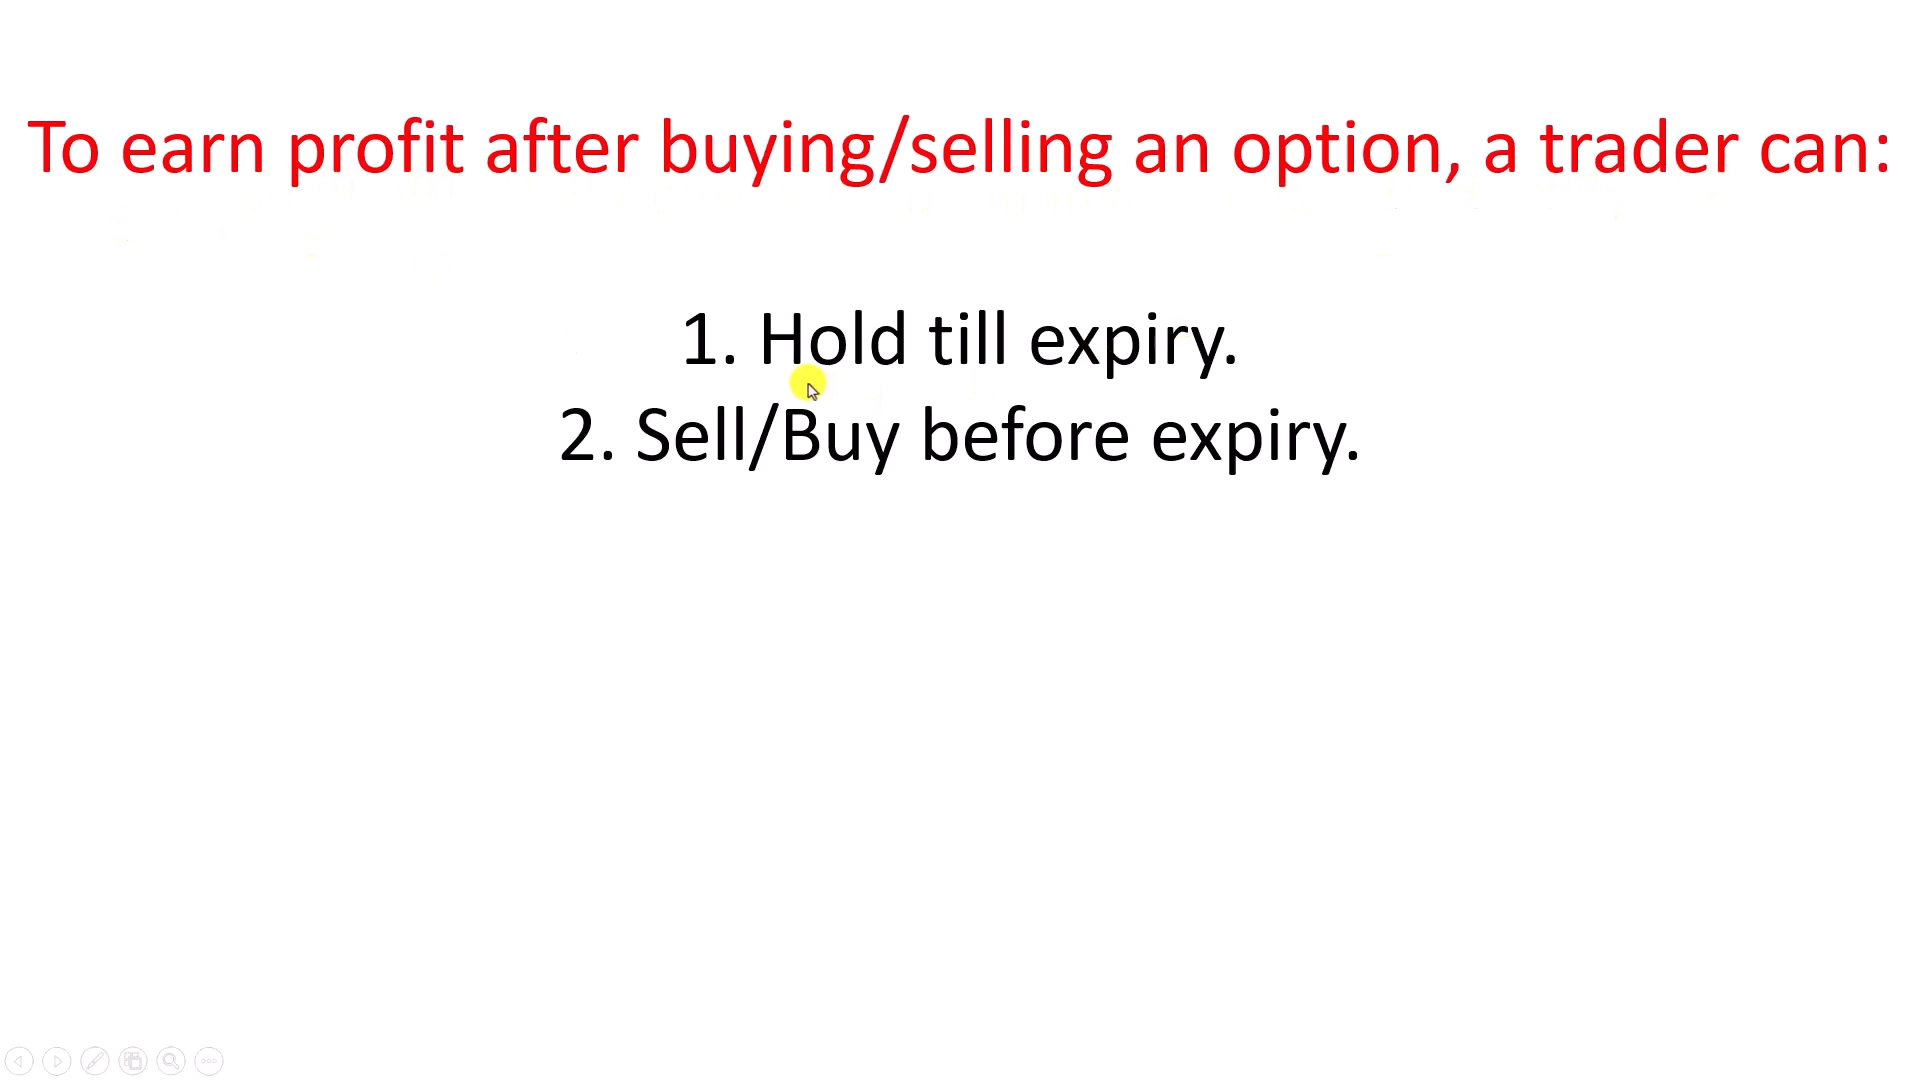 To earn profit after buying/selling an option, a trader can:
1. Hold till expiry.
2. Sell/Buy before expiry.